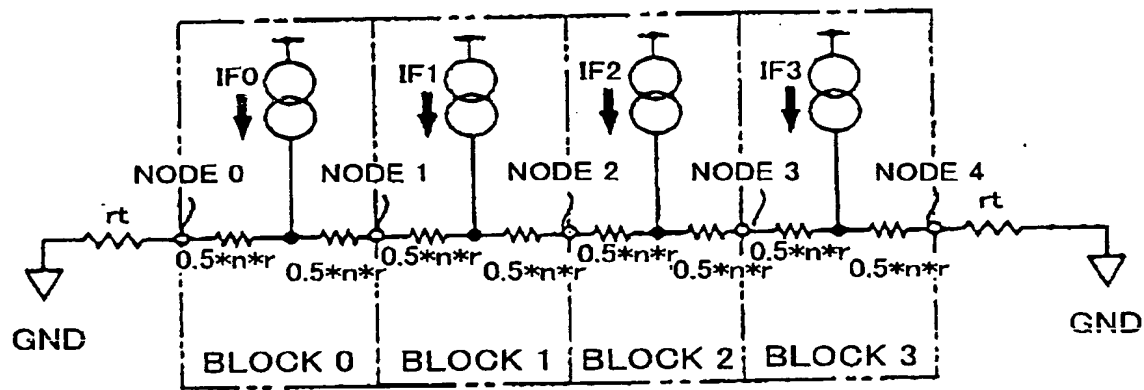 IF0 IF1 IF2 IF3
NODE 0 NODE 1 NODE 2 NODE 3 NODE 4
rt rt
0.5*n*r 0.5*n*r 0.5*n*r 0.5*n*r 0.5*n*r 0.5*n*r 0.5*n*r 0.5*n*r
GND GND
BLOCK 0 BLOCK 1 BLOCK 2 BLOCK 3